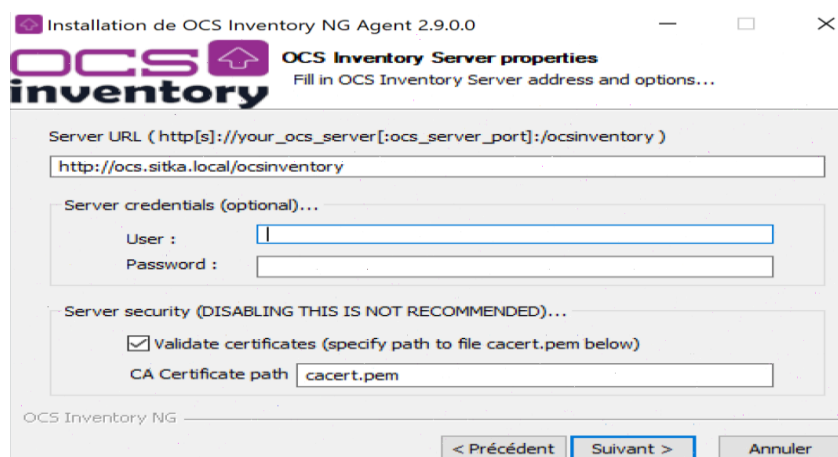 Installation de OCS Inventory NG Agent 2.9.0.0
OCS
inventory
OCS Inventory Server properties
Fill in OCS Inventory Server address and options...
Server URL ( http[s]://your_ocs_server[:ocs_server_port]:/ocsinventory )
http://ocs.sitka.local/ocsinventory
Server credentials (optional)...
User :
Password :
Server security (DISABLING THIS IS NOT RECOMMENDED)...
Validate certificates (specify path to file cacert.pem below)
CA Certificate path cacert.pem
OCS Inventory NG
< Précédent Suivant > Annuler